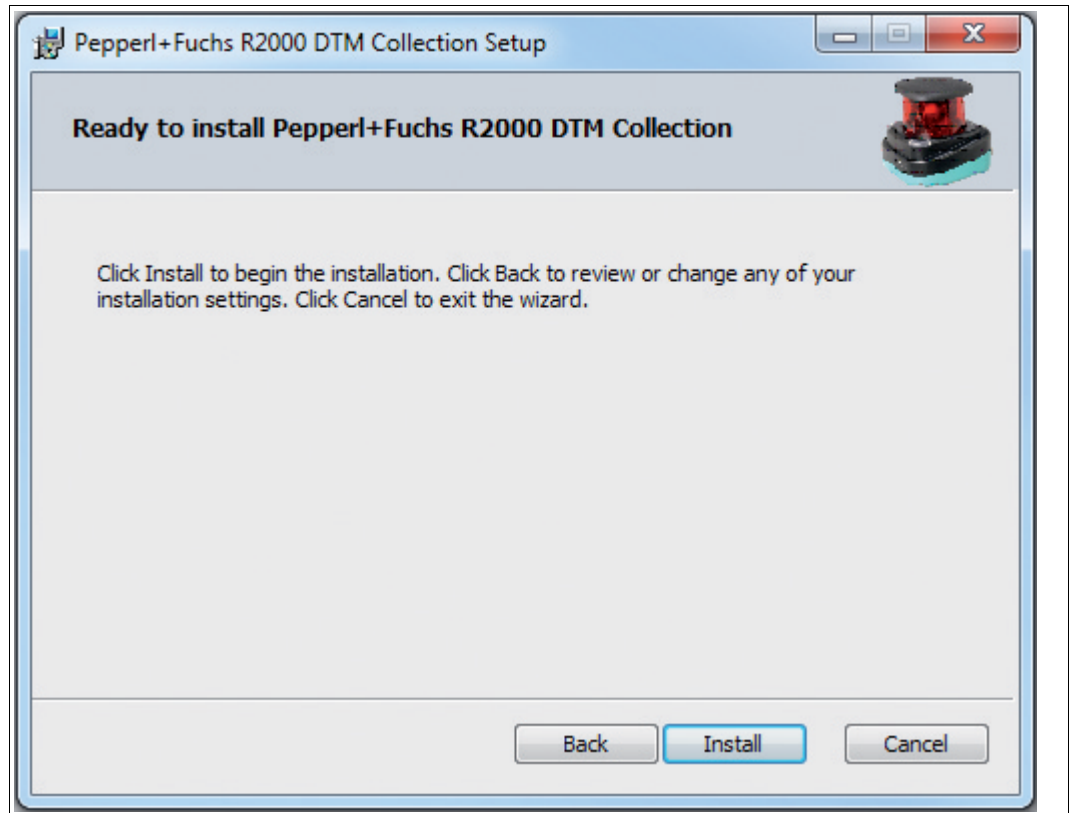 Pepperl+Fuchs R2000 DTM Collection Setup
Ready to install Pepperl+Fuchs R2000 DTM Collection
Click Install to begin the installation. Click Back to review or change any of your
installation settings. Click Cancel to exit the wizard.
Back Install Cancel